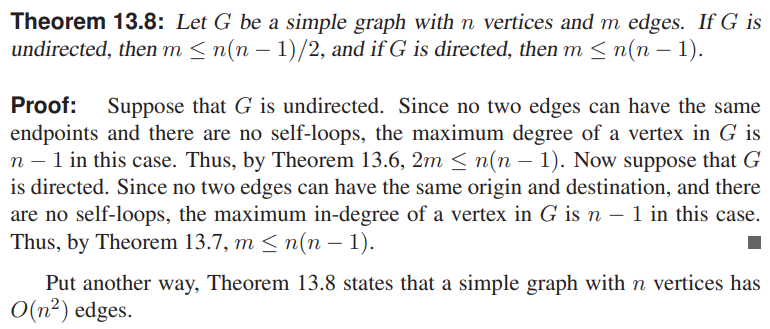 Theorem 13.8: Let G be a simple graph with n vertices and m edges. If G is
undirected, then m ≤ n(n − 1)/2, and if G is directed, then m ≤ n(n − 1).
Proof: Suppose that G is undirected. Since no two edges can have the same
endpoints and there are no self-loops, the maximum degree of a vertex in G is
n − 1 in this case. Thus, by Theorem 13.6, 2m ≤ n(n − 1). Now suppose that G
is directed. Since no two edges can have the same origin and destination, and there
are no self-loops, the maximum in-degree of a vertex in G is n − 1 in this case.
Thus, by Theorem 13.7, m ≤ n(n − 1). ■
Put another way, Theorem 13.8 states that a simple graph with n vertices has
O(n²) edges.